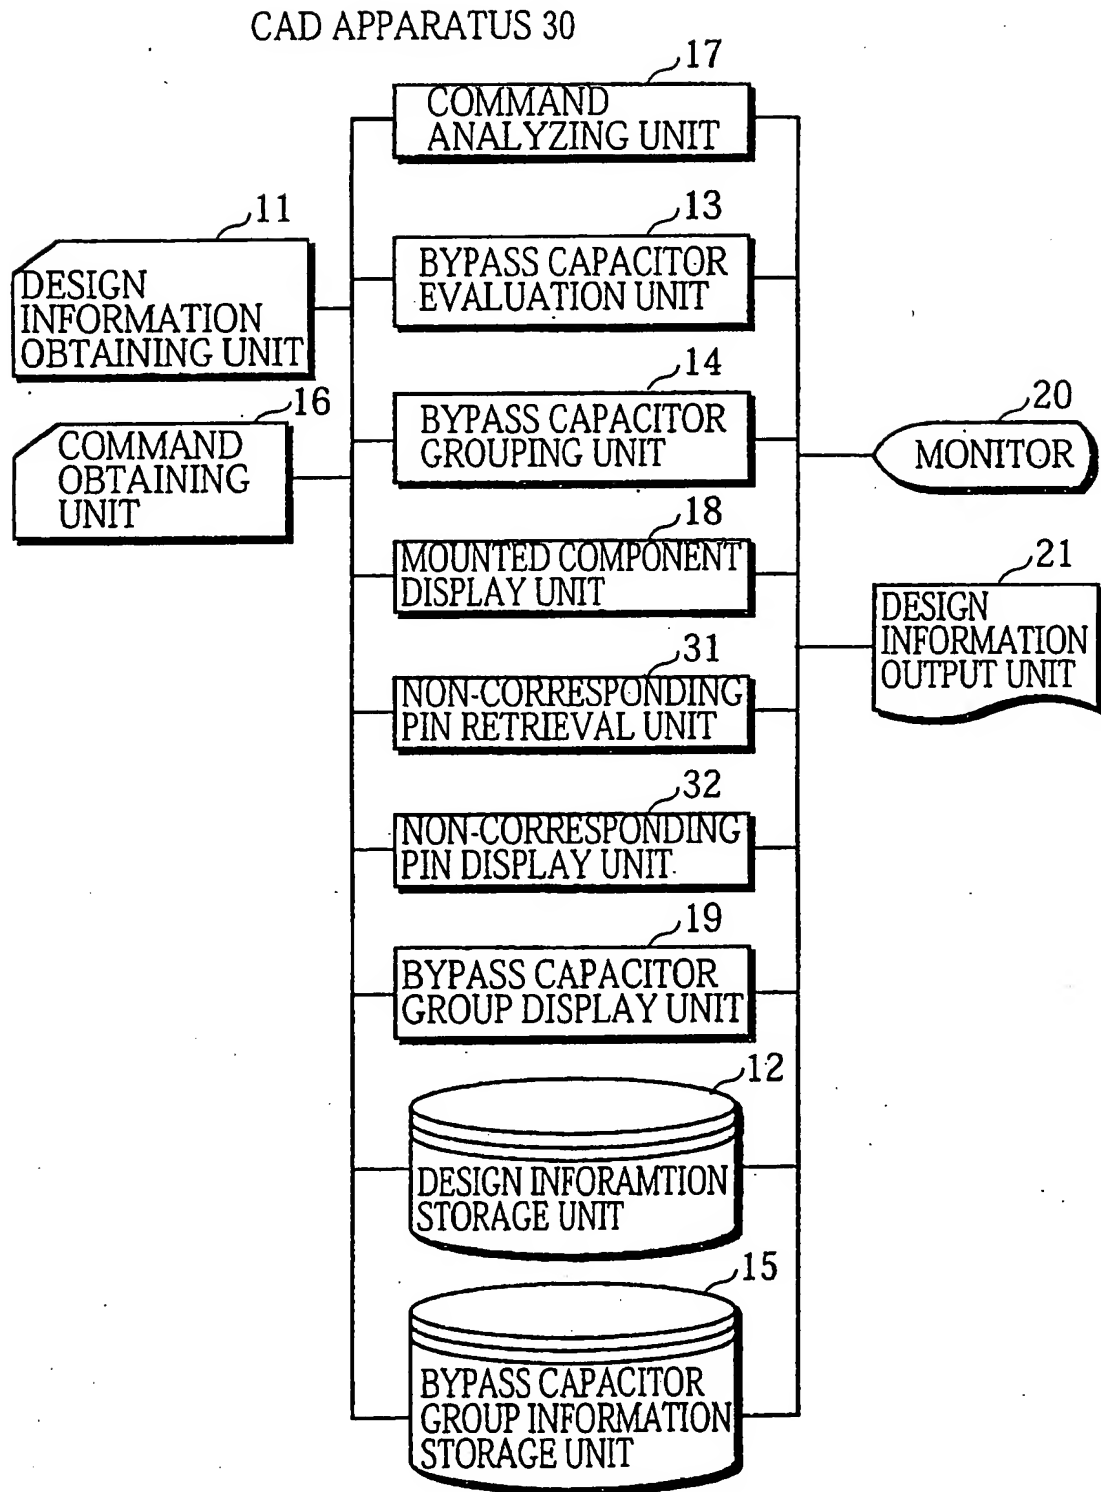 CAD APPARATUS 30
17
COMMAND
ANALYZING UNIT
11
DESIGN
INFORMATION
OBTAINING UNIT
13
BYPASS CAPACITOR
EVALUATION UNIT
16
COMMAND
OBTAINING
UNIT
14
BYPASS CAPACITOR
GROUPING UNIT
20
MONITOR
18
MOUNTED COMPONENT
DISPLAY UNIT
21
DESIGN
INFORMATION
OUTPUT UNIT
31
NON-CORRESPONDING
PIN RETRIEVAL UNIT
32
NON-CORRESPONDING
PIN DISPLAY UNIT
19
BYPASS CAPACITOR
GROUP DISPLAY UNIT
12
DESIGN INFORAMTION
STORAGE UNIT
15
BYPASS CAPACITOR
GROUP INFORMATION
STORAGE UNIT